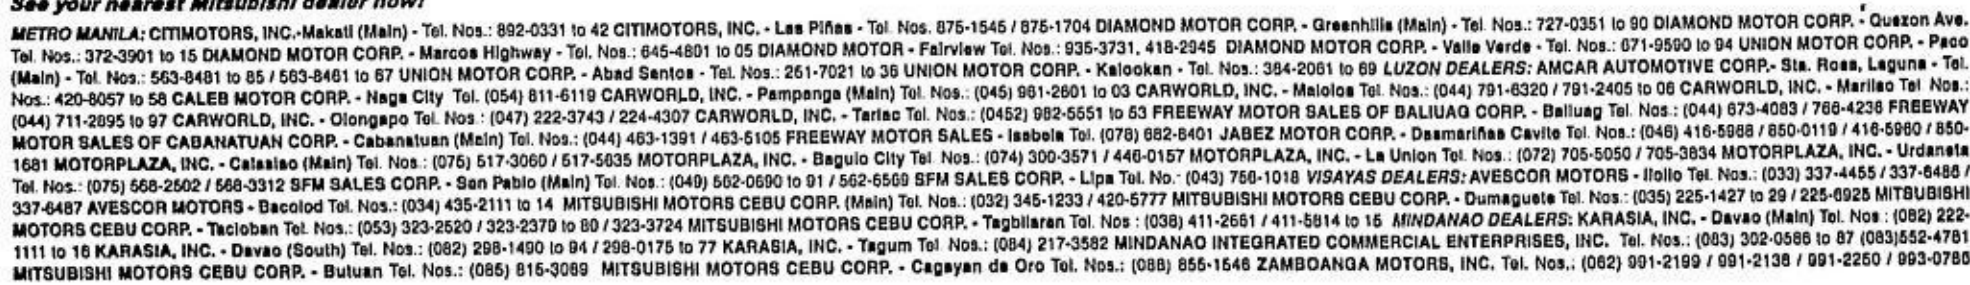 See your nearest Mitsubishi dealer now!
METRO MANILA: CITIMOTORS, INC.-Makati (Main) - Tel. Nos.: 892-0331 to 42 CITIMOTORS, INC. - Las Piñas - Tel. Nos. 875-1545 / 875-1704 DIAMOND MOTOR CORP. - Greenhills (Main) - Tel. Nos.: 727-0351 to 90 DIAMOND MOTOR CORP. - Quezon Ave.
Tel. Nos.: 372-3901 to 15 DIAMOND MOTOR CORP. - Marcos Highway - Tel. Nos.: 645-4801 to 05 DIAMOND MOTOR - Fairview Tel. Nos.: 935-3731, 418-2945 DIAMOND MOTOR CORP. - Valle Verde - Tel. Nos.: 671-9590 to 94 UNION MOTOR CORP. - Paco
(Main) - Tel. Nos.: 563-8481 to 85 / 563-8461 to 67 UNION MOTOR CORP. - Abad Santos - Tel. Nos.: 251-7021 to 36 UNION MOTOR CORP. - Kalookan - Tel. Nos.: 364-2061 to 69 LUZON DEALERS: AMCAR AUTOMOTIVE CORP.- Sta. Rosa, Laguna - Tel.
Nos.: 420-8057 to 58 CALEB MOTOR CORP. - Naga City Tel. (054) 811-6119 CARWORLD, INC. - Pampanga (Main) Tel. Nos.: (045) 961-2601 to 03 CARWORLD, INC. - Malolos Tel. Nos.: (044) 791-6320 / 791-2405 to 06 CARWORLD, INC. - Marilao Tel. Nos.:
(044) 711-2895 to 97 CARWORLD, INC. - Olongapo Tel. Nos.: (047) 222-3743 / 224-4307 CARWORLD, INC. - Tarlac Tel. Nos.: (0452) 982-5551 to 53 FREEWAY MOTOR SALES OF BALIUAG CORP. - Baliuag Tel. Nos.: (044) 673-4083 / 766-4236 FREEWAY
MOTOR SALES OF CABANATUAN CORP. - Cabanatuan (Main) Tel. Nos.: (044) 463-1391 / 463-5105 FREEWAY MOTOR SALES - Isabela Tel. (078) 682-6401 JABEZ MOTOR CORP. - Dasmariñas Cavite Tel. Nos.: (046) 416-5988 / 850-0119 / 416-5960 / 850-
1681 MOTORPLAZA, INC. - Calasiao (Main) Tel. Nos.: (075) 517-3060 / 517-5635 MOTORPLAZA, INC. - Baguio City Tel. Nos.: (074) 300-3571 / 446-0157 MOTORPLAZA, INC. - La Union Tel. Nos.: (072) 705-5050 / 705-3834 MOTORPLAZA, INC. - Urdaneta
Tel. Nos.: (075) 568-2502 / 568-3312 SFM SALES CORP. - San Pablo (Main) Tel. Nos.: (049) 562-0690 to 91 / 562-6569 SFM SALES CORP. - Lipa Tel. No.: (043) 756-1018 VISAYAS DEALERS: AVESCOR MOTORS - Iloilo Tel. Nos.: (033) 337-4455 / 337-6486 /
337-6487 AVESCOR MOTORS - Bacolod Tel. Nos.: (034) 435-2111 to 14 MITSUBISHI MOTORS CEBU CORP. (Main) Tel. Nos.: (032) 345-1233 / 420-5777 MITSUBISHI MOTORS CEBU CORP. - Dumaguete Tel. Nos.: (035) 225-1427 to 29 / 225-6925 MITSUBISHI
MOTORS CEBU CORP. - Tacloban Tel. Nos.: (053) 323-2520 / 323-2379 to 80 / 323-3724 MITSUBISHI MOTORS CEBU CORP. - Tagbilaran Tel. Nos.: (038) 411-2661 / 411-5814 to 15 MINDANAO DEALERS: KARASIA, INC. - Davao (Main) Tel. Nos.: (082) 222-
1111 to 16 KARASIA, INC. - Davao (South) Tel. Nos.: (082) 298-1490 to 94 / 298-0175 to 77 KARASIA, INC. - Tagum Tel. Nos.: (084) 217-3582 MINDANAO INTEGRATED COMMERCIAL ENTERPRISES, INC. Tel. Nos.: (083) 302-0586 to 87 (083)552-4781
MITSUBISHI MOTORS CEBU CORP. - Butuan Tel. Nos.: (085) 815-3069 MITSUBISHI MOTORS CEBU CORP. - Cagayan de Oro Tel. Nos.: (088) 855-1546 ZAMBOANGA MOTORS, INC. Tel. Nos.: (062) 991-2199 / 991-2138 / 991-2250 / 993-0786